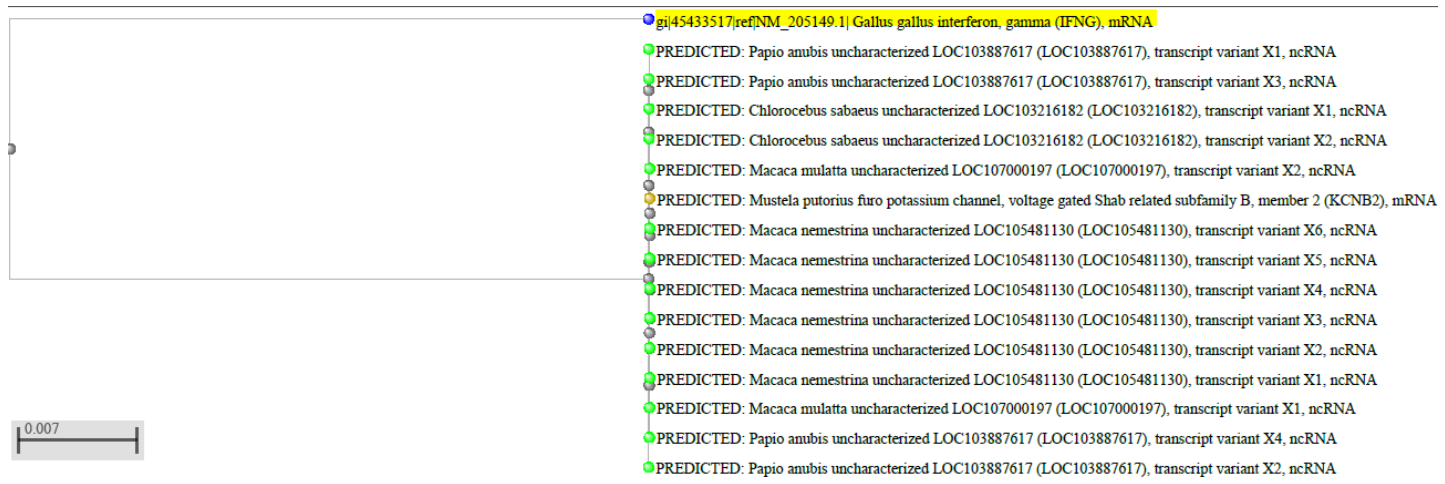 gi|45433517|ref|NM_205149.1| Gallus gallus interferon, gamma (IFNG), mRNA
PREDICTED: Papio anubis uncharacterized LOC103887617 (LOC103887617), transcript variant X1, ncRNA
PREDICTED: Papio anubis uncharacterized LOC103887617 (LOC103887617), transcript variant X3, ncRNA
PREDICTED: Chlorocebus sabaeus uncharacterized LOC103216182 (LOC103216182), transcript variant X1, ncRNA
PREDICTED: Chlorocebus sabaeus uncharacterized LOC103216182 (LOC103216182), transcript variant X2, ncRNA
PREDICTED: Macaca mulatta uncharacterized LOC107000197 (LOC107000197), transcript variant X2, ncRNA
PREDICTED: Mustela putorius furo potassium channel, voltage gated Shab related subfamily B, member 2 (KCNB2), mRNA
PREDICTED: Macaca nemestrina uncharacterized LOC105481130 (LOC105481130), transcript variant X6, ncRNA
PREDICTED: Macaca nemestrina uncharacterized LOC105481130 (LOC105481130), transcript variant X5, ncRNA
PREDICTED: Macaca nemestrina uncharacterized LOC105481130 (LOC105481130), transcript variant X4, ncRNA
PREDICTED: Macaca nemestrina uncharacterized LOC105481130 (LOC105481130), transcript variant X3, ncRNA
PREDICTED: Macaca nemestrina uncharacterized LOC105481130 (LOC105481130), transcript variant X2, ncRNA
PREDICTED: Macaca nemestrina uncharacterized LOC105481130 (LOC105481130), transcript variant X1, ncRNA
PREDICTED: Macaca mulatta uncharacterized LOC107000197 (LOC107000197), transcript variant X1, ncRNA
PREDICTED: Papio anubis uncharacterized LOC103887617 (LOC103887617), transcript variant X4, ncRNA
PREDICTED: Papio anubis uncharacterized LOC103887617 (LOC103887617), transcript variant X2, ncRNA
0.007